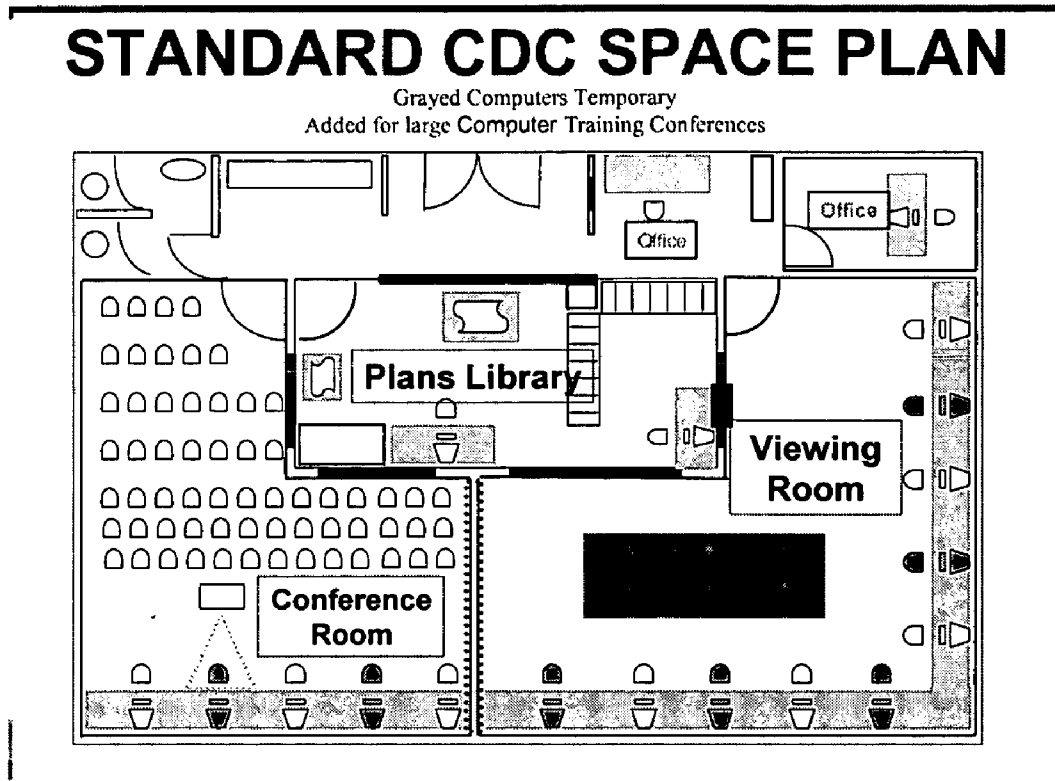 STANDARD CDC SPACE PLAN
Grayed Computers Temporary
Added for large Computer Training Conferences
Office
Office
Plans Library
Viewing
Room
Conference
Room